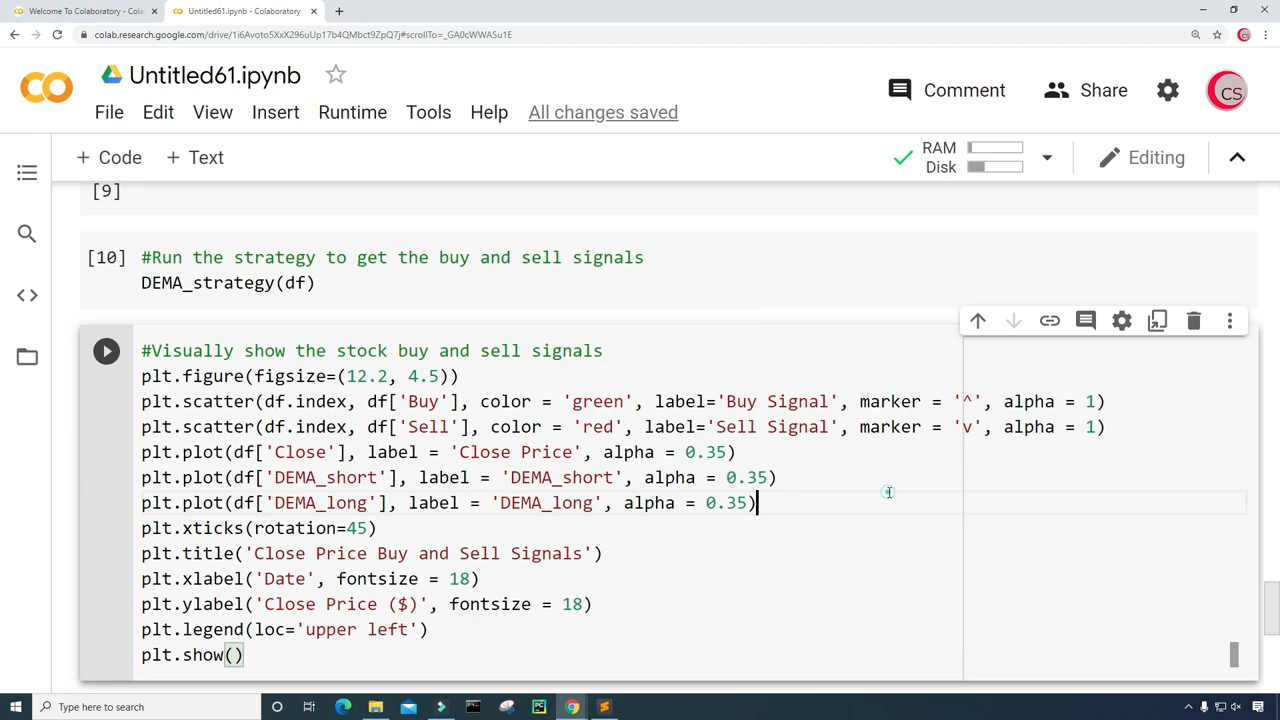 Welcome To Colaboratory - Colal
Untitled61.ipynb - Colaboratory
colab.research.google.com/drive/1i6Avoto5XxX296uUp17b4QMbct9ZpQ7j#scrollTo=_GA0cWWASu1E
Untitled61.ipynb
Comment
Share
CS
File Edit View Insert Runtime Tools Help All changes saved
+ Code + Text
RAM
Disk
Editing
[9]
[10] #Run the strategy to get the buy and sell signals
DEMA_strategy(df)
#Visually show the stock buy and sell signals
plt.figure(figsize=(12.2, 4.5))
plt.scatter(df.index, df['Buy'], color = 'green', label='Buy Signal', marker = '^', alpha = 1)
plt.scatter(df.index, df['Sell'], color = 'red', label='Sell Signal', marker = 'v', alpha = 1)
plt.plot(df['Close'], label = 'Close Price', alpha = 0.35)
plt.plot(df['DEMA_short'], label = 'DEMA_short', alpha = 0.35)
plt.plot(df['DEMA_long'], label = 'DEMA_long', alpha = 0.35)
plt.xticks(rotation=45)
plt.title('Close Price Buy and Sell Signals')
plt.xlabel('Date', fontsize = 18)
plt.ylabel('Close Price ($)', fontsize = 18)
plt.legend(loc='upper left')
plt.show()
Type here to search